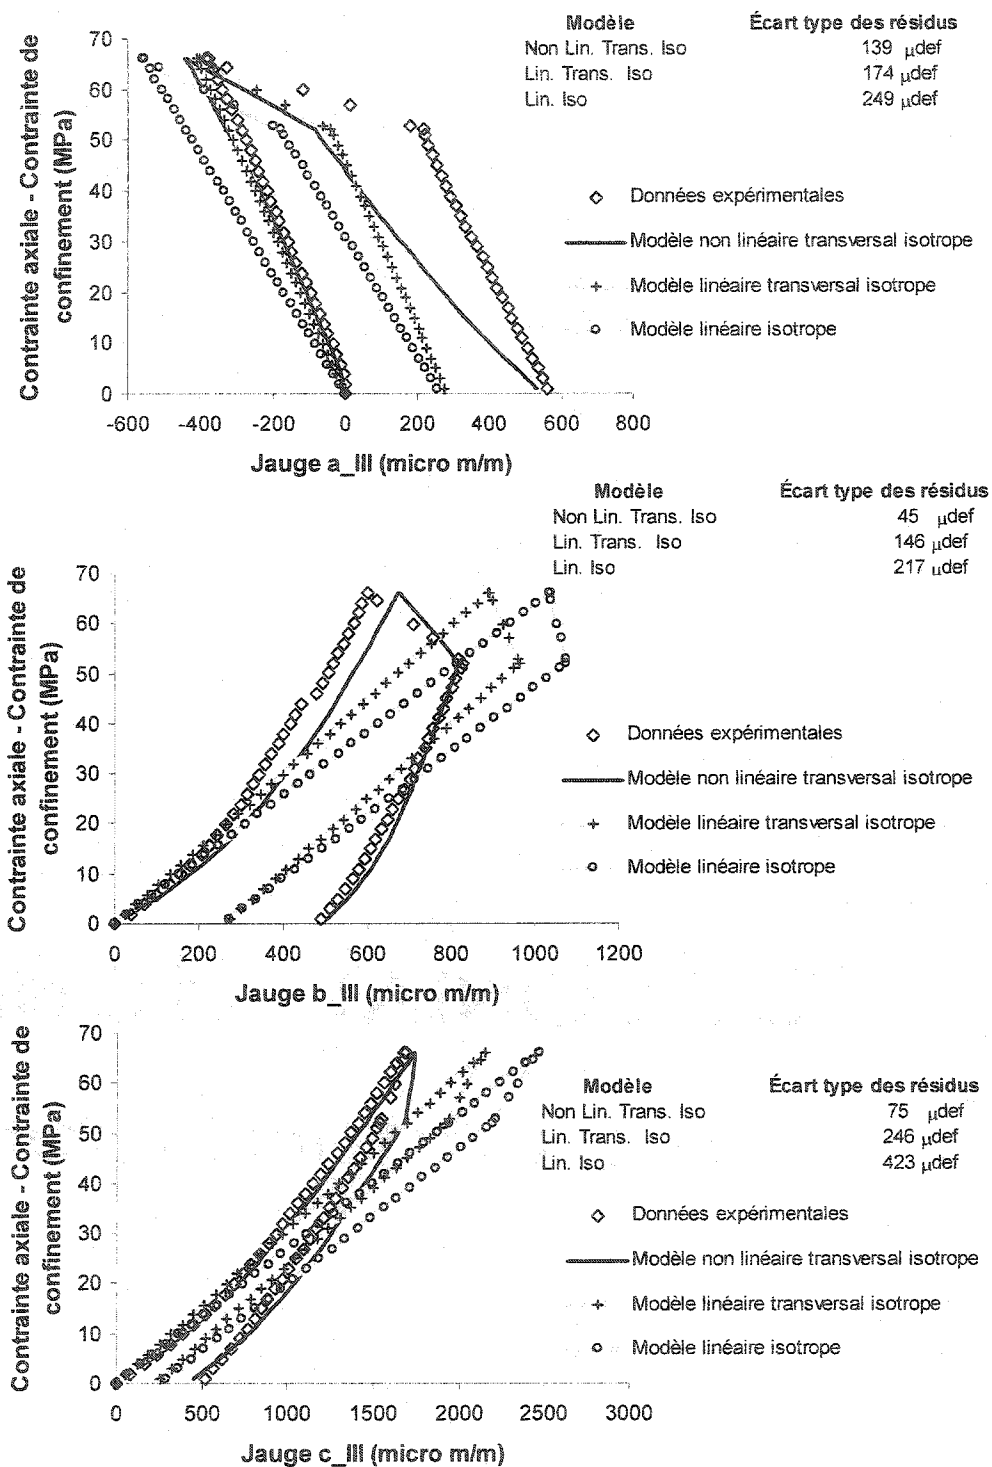 Modèle Écart type des résidus
Non Lin. Trans. Iso 139 µdef
Lin. Trans. Iso 174 µdef
Lin. Iso 249 µdef
Contrainte axiale - Contrainte de
confinement (MPa)
70
60
50
40
30
20
10
0
-600 -400 -200 0 200 400 600 800
Jauge a_III (micro m/m)
Données expérimentales
Modèle non linéaire transversal isotrope
Modèle linéaire transversal isotrope
Modèle linéaire isotrope
Modèle Écart type des résidus
Non Lin. Trans. Iso 45 µdef
Lin. Trans. Iso 146 µdef
Lin. Iso 217 µdef
Contrainte axiale - Contrainte de
confinement (MPa)
70
60
50
40
30
20
10
0
0 200 400 600 800 1000 1200
Jauge b_III (micro m/m)
Données expérimentales
Modèle non linéaire transversal isotrope
Modèle linéaire transversal isotrope
Modèle linéaire isotrope
Modèle Écart type des résidus
Non Lin. Trans. Iso 75 µdef
Lin. Trans. Iso 246 µdef
Lin. Iso 423 µdef
Contrainte axiale - Contrainte de
confinement (MPa)
70
60
50
40
30
20
10
0
0 500 1000 1500 2000 2500 3000
Jauge c_III (micro m/m)
Données expérimentales
Modèle non linéaire transversal isotrope
Modèle linéaire transversal isotrope
Modèle linéaire isotrope